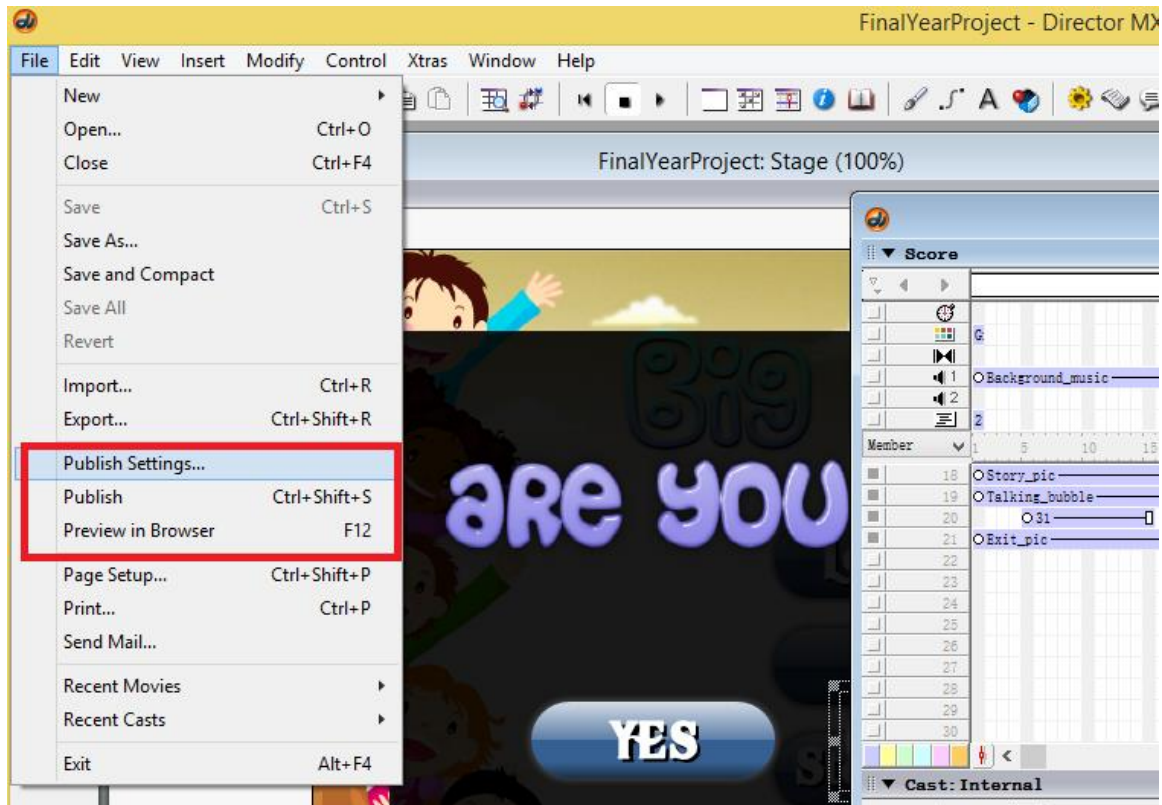 FinalYearProject - Director MX
File Edit View Insert Modify Control Xtras Window Help
New
Open... Ctrl+O
Close Ctrl+F4
Save Ctrl+S
Save As...
Save and Compact
Save All
Revert
Import... Ctrl+R
Export... Ctrl+Shift+R
Publish Settings...
Publish Ctrl+Shift+S
Preview in Browser F12
Page Setup... Ctrl+Shift+P
Print... Ctrl+P
Send Mail...
Recent Movies
Recent Casts
Exit Alt+F4
FinalYearProject: Stage (100%)
Big
ARE YOU
YES
Score
G
1 Background_music
2
2
Member 1 5 10 15
18 Story_pic
19 Talking_bubble
20 31
21 Exit_pic
22
23
24
25
26
27
28
29
30
Cast: Internal